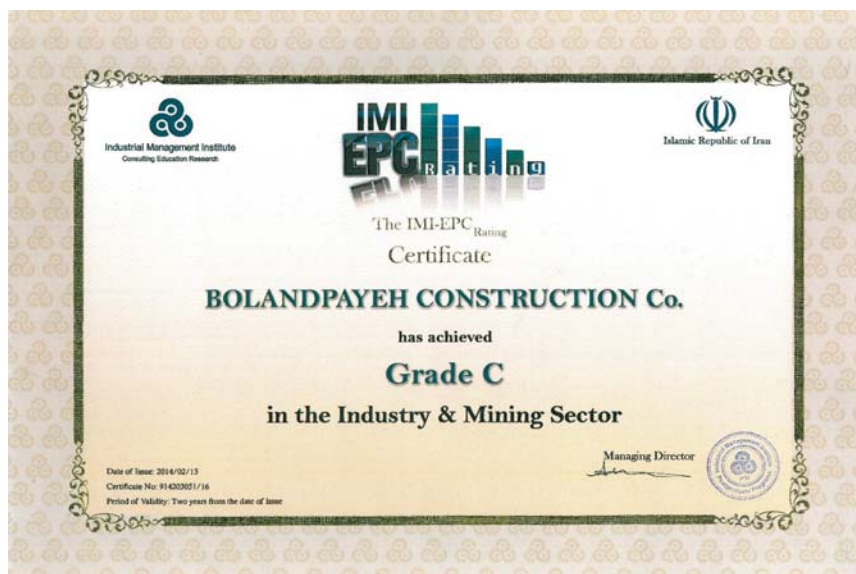 Industrial Management Institute
Consulting Education Research
IMI
EPC
Rating
Islamic Republic of Iran
The IMI-EPC Rating
Certificate
BOLANDPAYEH CONSTRUCTION Co.
has achieved
Grade C
in the Industry & Mining Sector
Date of Issue: 2014/02/15
Certificate No: 914203051/16
Period of Validity: Two years from the date of Issue
Managing Director